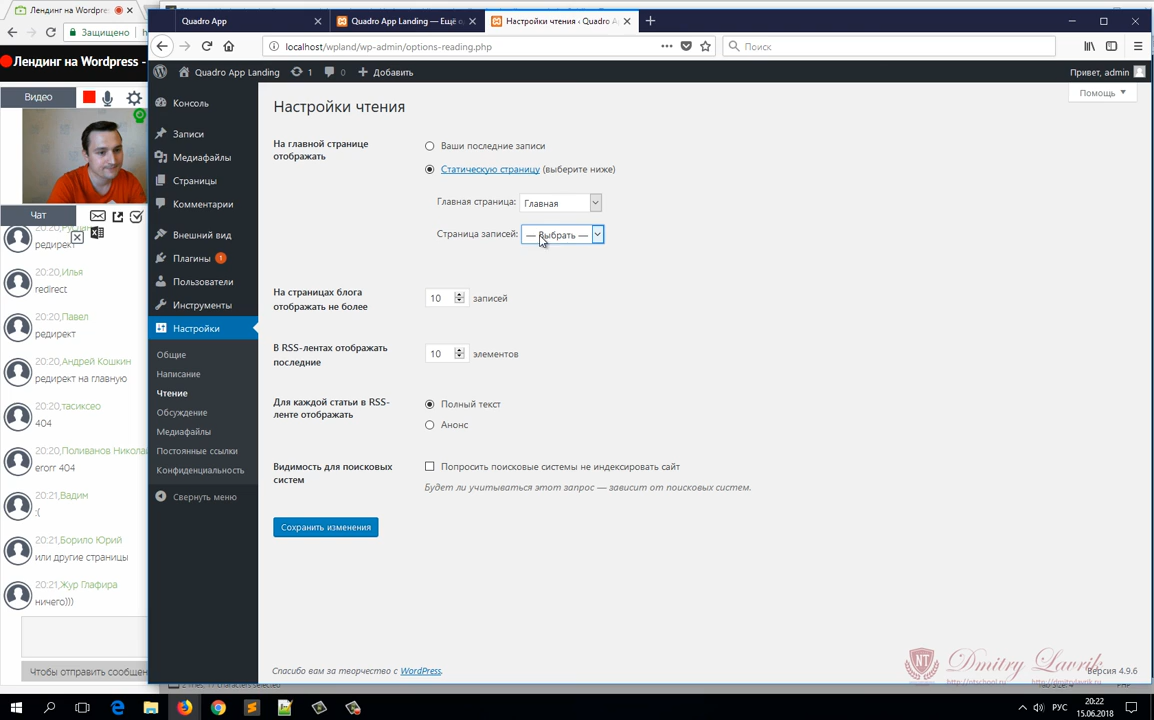 Лендинг на Wordpres
Quadro App
Quadro App Landing — Ещё о
Настройки чтения ‹ Quadro A
Защищено
localhost/wpland/wp-admin/options-reading.php
Поиск
Лендинг на Wordpress -
Quadro App Landing
1
0
Добавить
Привет, admin
Видео
Помощь
Консоль
Записи
Медиафайлы
Страницы
Комментарии
Внешний вид
Плагины 1
Пользователи
Инструменты
Настройки
Общие
Написание
Чтение
Обсуждение
Медиафайлы
Постоянные ссылки
Конфиденциальность
Свернуть меню
Настройки чтения
На главной странице
отображать
Ваши последние записи
Статическую страницу (выберите ниже)
Главная страница: Главная
Страница записей: — Выбрать —
На страницах блога
отображать не более
10 записей
В RSS-лентах отображать
последние
10 элементов
Для каждой статьи в RSS-
ленте отображать
Полный текст
Анонс
Видимость для поисковых
систем
Попросить поисковые системы не индексировать сайт
Будет ли учитываться этот запрос — зависит от поисковых систем.
Сохранить изменения
Спасибо вам за творчество с WordPress.
Версия 4.9.6
NT
Dmitry Lavrik
Чат
редирект
20:20,Илья
redirect
20:20,Павел
редирект
20:20,Андрей Кошкин
редирект на главную
20:20,тасиксео
404
20:20,Поливанов Никола
erorr 404
20:21,Вадим
:(
20:21,Борило Юрий
или другие страницы
20:21,Жур Глафира
ничего)))
Чтобы отправить сообщен
РУС
20:22
15.06.2018